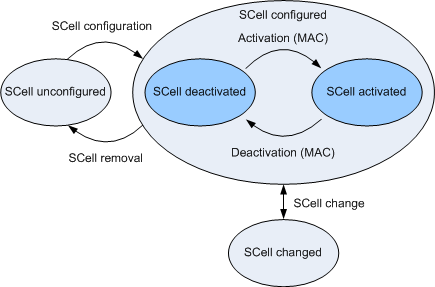 SCell configured
SCell configuration
Activation (MAC)
SCell unconfigured
SCell deactivated
SCell activated
SCell removal
Deactivation (MAC)
SCell change
SCell changed